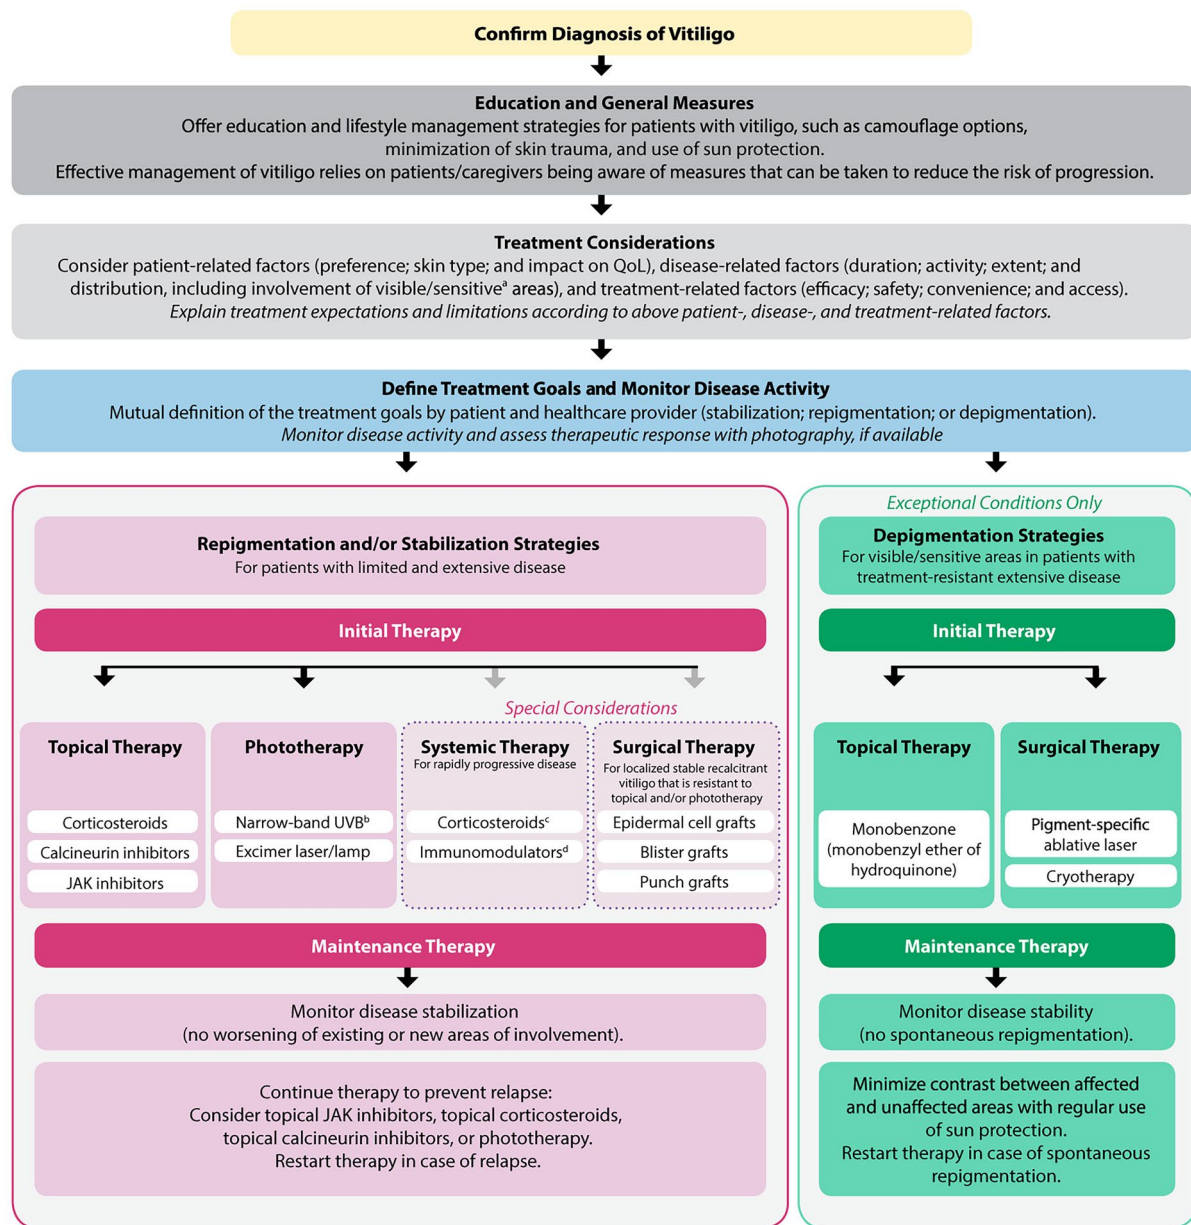 Confirm Diagnosis of Vitiligo
Education and General Measures
Offer education and lifestyle management strategies for patients with vitiligo, such as camouflage options,
minimization of skin trauma, and use of sun protection.
Effective management of vitiligo relies on patients/caregivers being aware of measures that can be taken to reduce the risk of progression.
Treatment Considerations
Consider patient-related factors (preference; skin type; and impact on QoL), disease-related factors (duration; activity; extent; and
distribution, including involvement of visible/sensitiveᵃ areas), and treatment-related factors (efficacy; safety; convenience; and access).
Explain treatment expectations and limitations according to above patient-, disease-, and treatment-related factors.
Define Treatment Goals and Monitor Disease Activity
Mutual definition of the treatment goals by patient and healthcare provider (stabilization; repigmentation; or depigmentation).
Monitor disease activity and assess therapeutic response with photography, if available
Repigmentation and/or Stabilization Strategies
For patients with limited and extensive disease
Initial Therapy
Special Considerations
Topical Therapy
Corticosteroids
Calcineurin inhibitors
JAK inhibitors
Phototherapy
Narrow-band UVBᵇ
Excimer laser/lamp
Systemic Therapy
For rapidly progressive disease
Corticosteroidsᶜ
Immunomodulatorsᵈ
Surgical Therapy
For localized stable recalcitrant
vitiligo that is resistant to
topical and/or phototherapy
Epidermal cell grafts
Blister grafts
Punch grafts
Maintenance Therapy
Monitor disease stabilization
(no worsening of existing or new areas of involvement).
Continue therapy to prevent relapse:
Consider topical JAK inhibitors, topical corticosteroids,
topical calcineurin inhibitors, or phototherapy.
Restart therapy in case of relapse.
Exceptional Conditions Only
Depigmentation Strategies
For visible/sensitive areas in patients with
treatment-resistant extensive disease
Initial Therapy
Topical Therapy
Monobenzone
(monobenzyl ether of
hydroquinone)
Surgical Therapy
Pigment-specific
ablative laser
Cryotherapy
Maintenance Therapy
Monitor disease stability
(no spontaneous repigmentation).
Minimize contrast between affected
and unaffected areas with regular use
of sun protection.
Restart therapy in case of spontaneous
repigmentation.